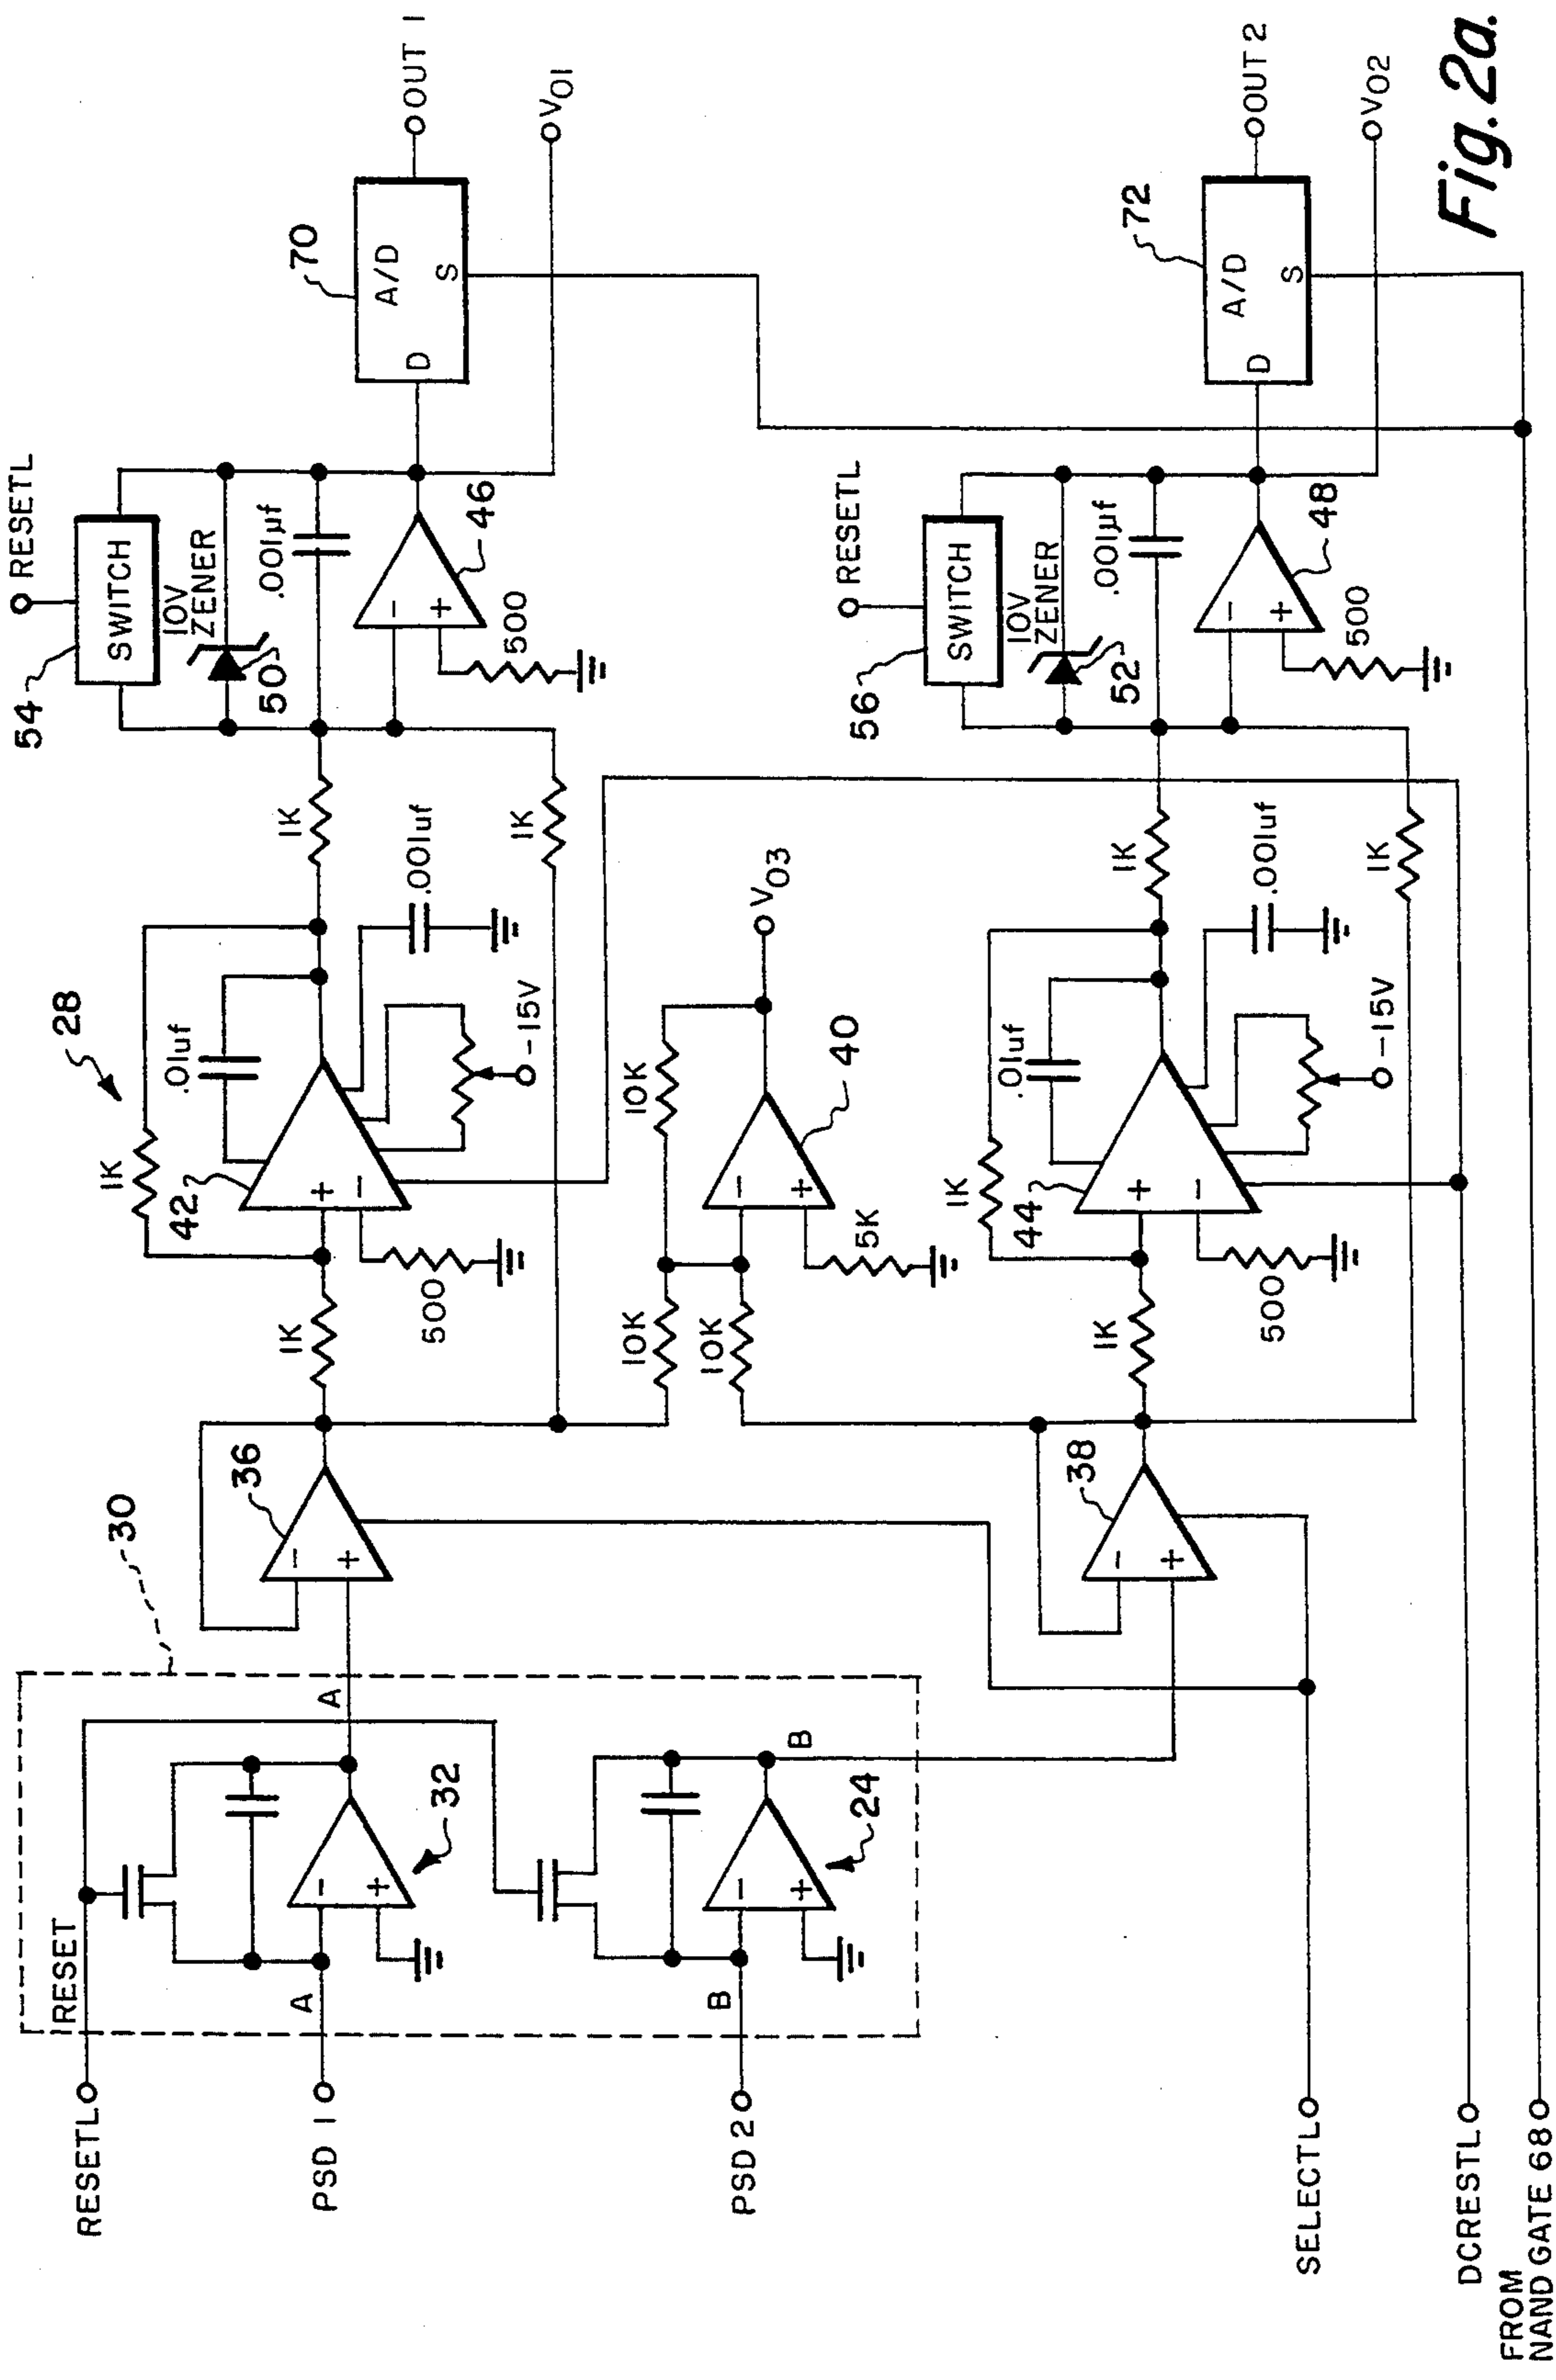 RESETL
PSD 1
PSD 2
SELECTL
DCRESTL
FROM
NAND GATE 68
RESET
A
B
A
B
30
32
24
-
+
-
+
36
-
+
38
-
+
28
1K
.01uf
42
+
-
1K
500
-15V
.001uf
1K
1K
10K
10K
10K
40
-
+
5K
VO3
1K
.01uf
44
+
-
1K
500
-15V
.001uf
1K
1K
RESETL
54
SWITCH
10V
ZENER
50
.001µf
46
-
+
500
70
A/D
D
S
OUT 1
VO1
RESETL
56
SWITCH
10V
ZENER
52
.001µf
48
-
+
500
72
A/D
D
S
OUT 2
VO2
Fig. 2a.